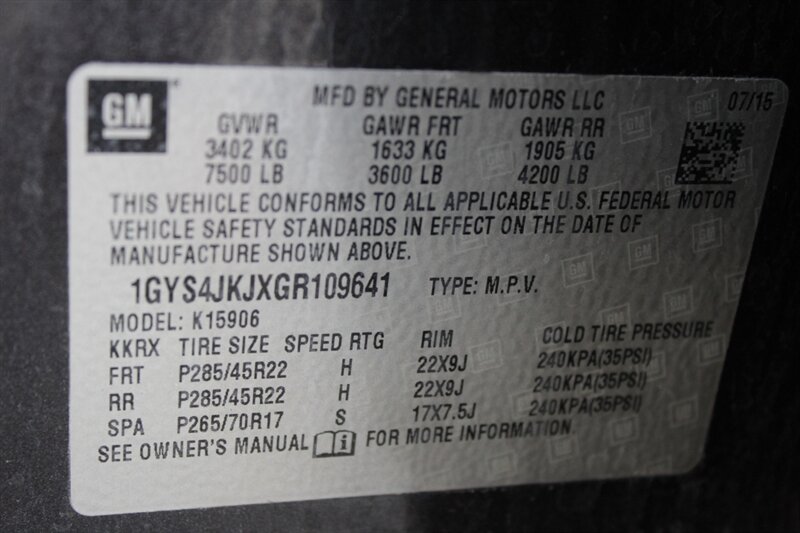 GM
MFD BY GENERAL MOTORS LLC 07/15
GVWR GAWR FRT GAWR RR
3402 KG 1633 KG 1905 KG
7500 LB 3600 LB 4200 LB
THIS VEHICLE CONFORMS TO ALL APPLICABLE U.S. FEDERAL MOTOR
VEHICLE SAFETY STANDARDS IN EFFECT ON THE DATE OF
MANUFACTURE SHOWN ABOVE.
1GYS4JKJXGR109641 TYPE: M.P.V.
MODEL: K15906
KKRX TIRE SIZE SPEED RTG RIM COLD TIRE PRESSURE
FRT P285/45R22 H 22X9J 240KPA(35PSI)
RR P285/45R22 H 22X9J 240KPA(35PSI)
SPA P265/70R17 S 17X7.5J 240KPA(35PSI)
SEE OWNER'S MANUAL i FOR MORE INFORMATION.